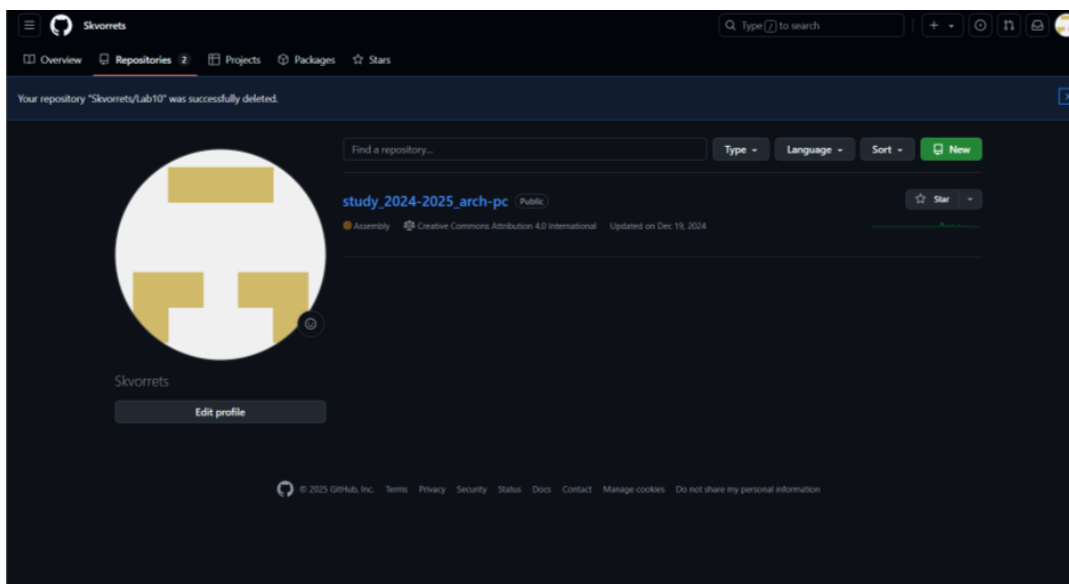 Skvorrets
Type / to search
Overview Repositories 2 Projects Packages Stars
Your repository "Skvorrets/Lab10" was successfully deleted.
Find a repository...
Type Language Sort New
study_2024-2025_arch-pc Public
Star
Assembly Creative Commons Attribution 4.0 International Updated on Dec 19, 2024
Skvorrets
Edit profile
© 2025 GitHub, Inc. Terms Privacy Security Status Docs Contact Manage cookies Do not share my personal information